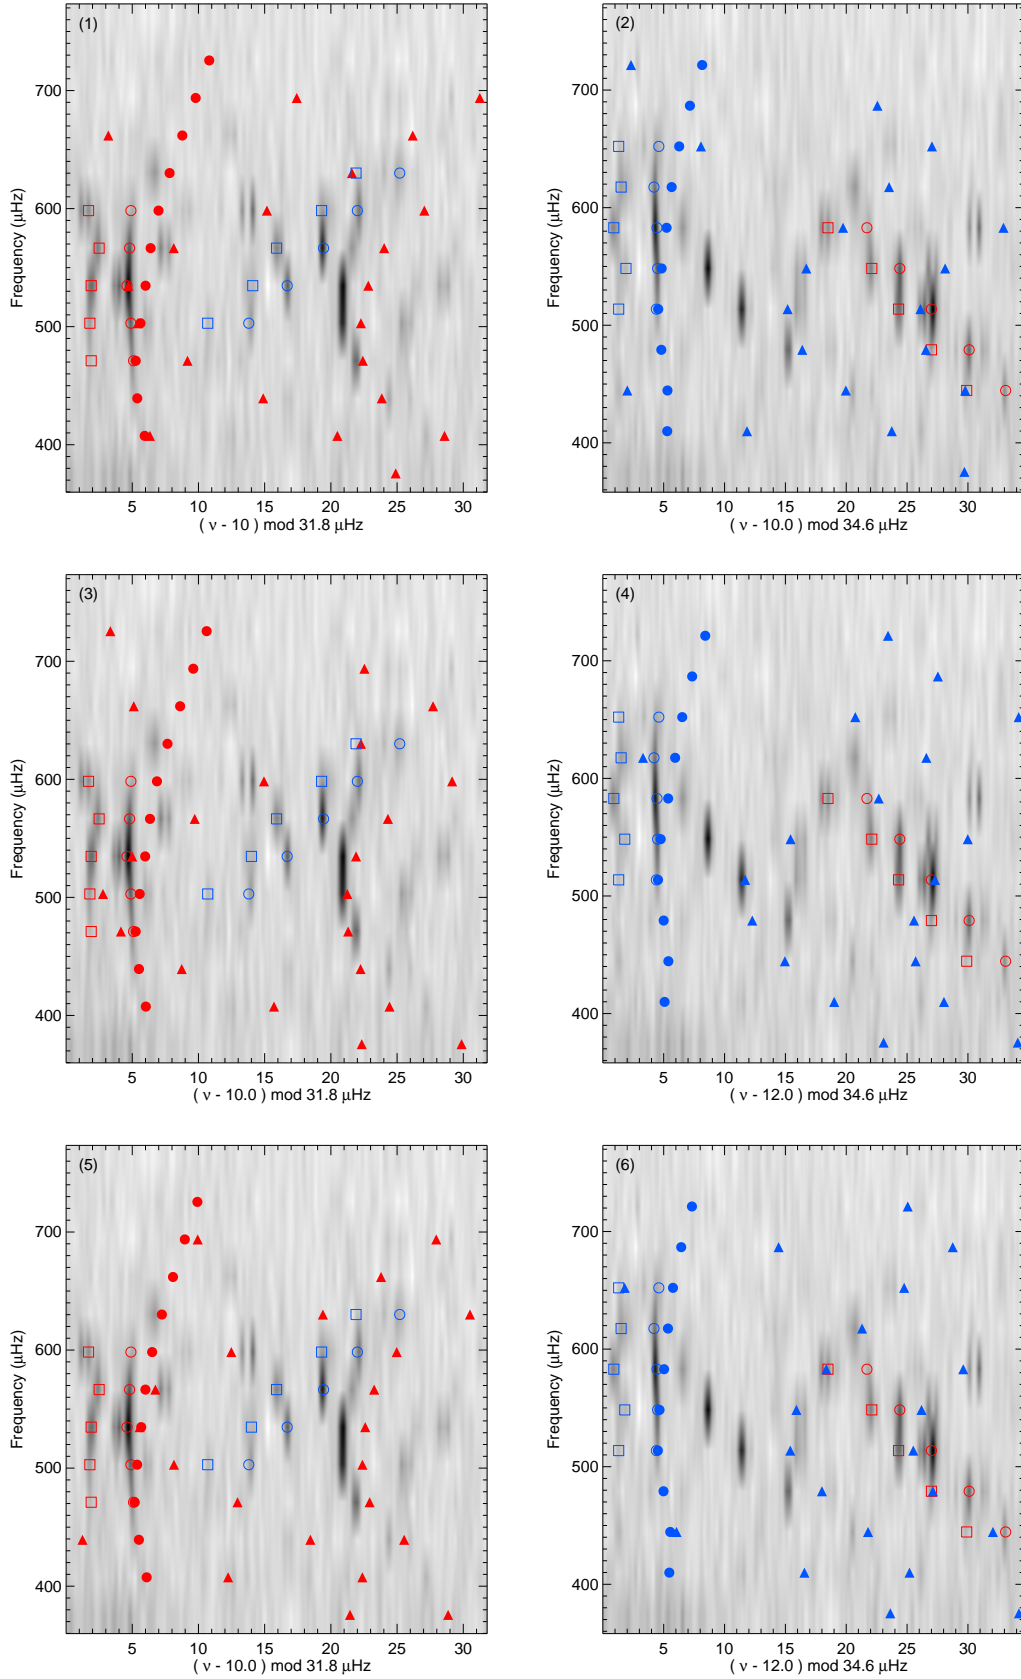 (1)
700
600
500
400
Frequency (μHz)
5 10 15 20 25 30
( ν - 10 ) mod 31.8 μHz
(2)
700
600
500
400
Frequency (μHz)
5 10 15 20 25 30
( ν - 10.0 ) mod 34.6 μHz
(3)
700
600
500
400
Frequency (μHz)
5 10 15 20 25 30
( ν - 10.0 ) mod 31.8 μHz
(4)
700
600
500
400
Frequency (μHz)
5 10 15 20 25 30
( ν - 12.0 ) mod 34.6 μHz
(5)
700
600
500
400
Frequency (μHz)
5 10 15 20 25 30
( ν - 10.0 ) mod 31.8 μHz
(6)
700
600
500
400
Frequency (μHz)
5 10 15 20 25 30
( ν - 12.0 ) mod 34.6 μHz